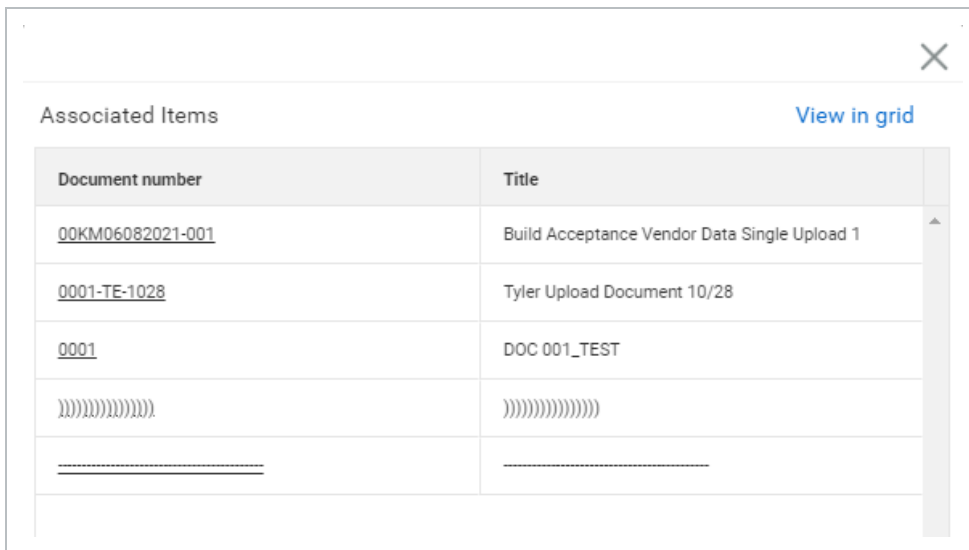 Associated Items View in grid
Document number Title
00KM06082021-001 Build Acceptance Vendor Data Single Upload 1
0001-TE-1028 Tyler Upload Document 10/28
0001 DOC 001_TEST
)))))))))))))))) ))))))))))))))))
----------------------------------------- -----------------------------------------